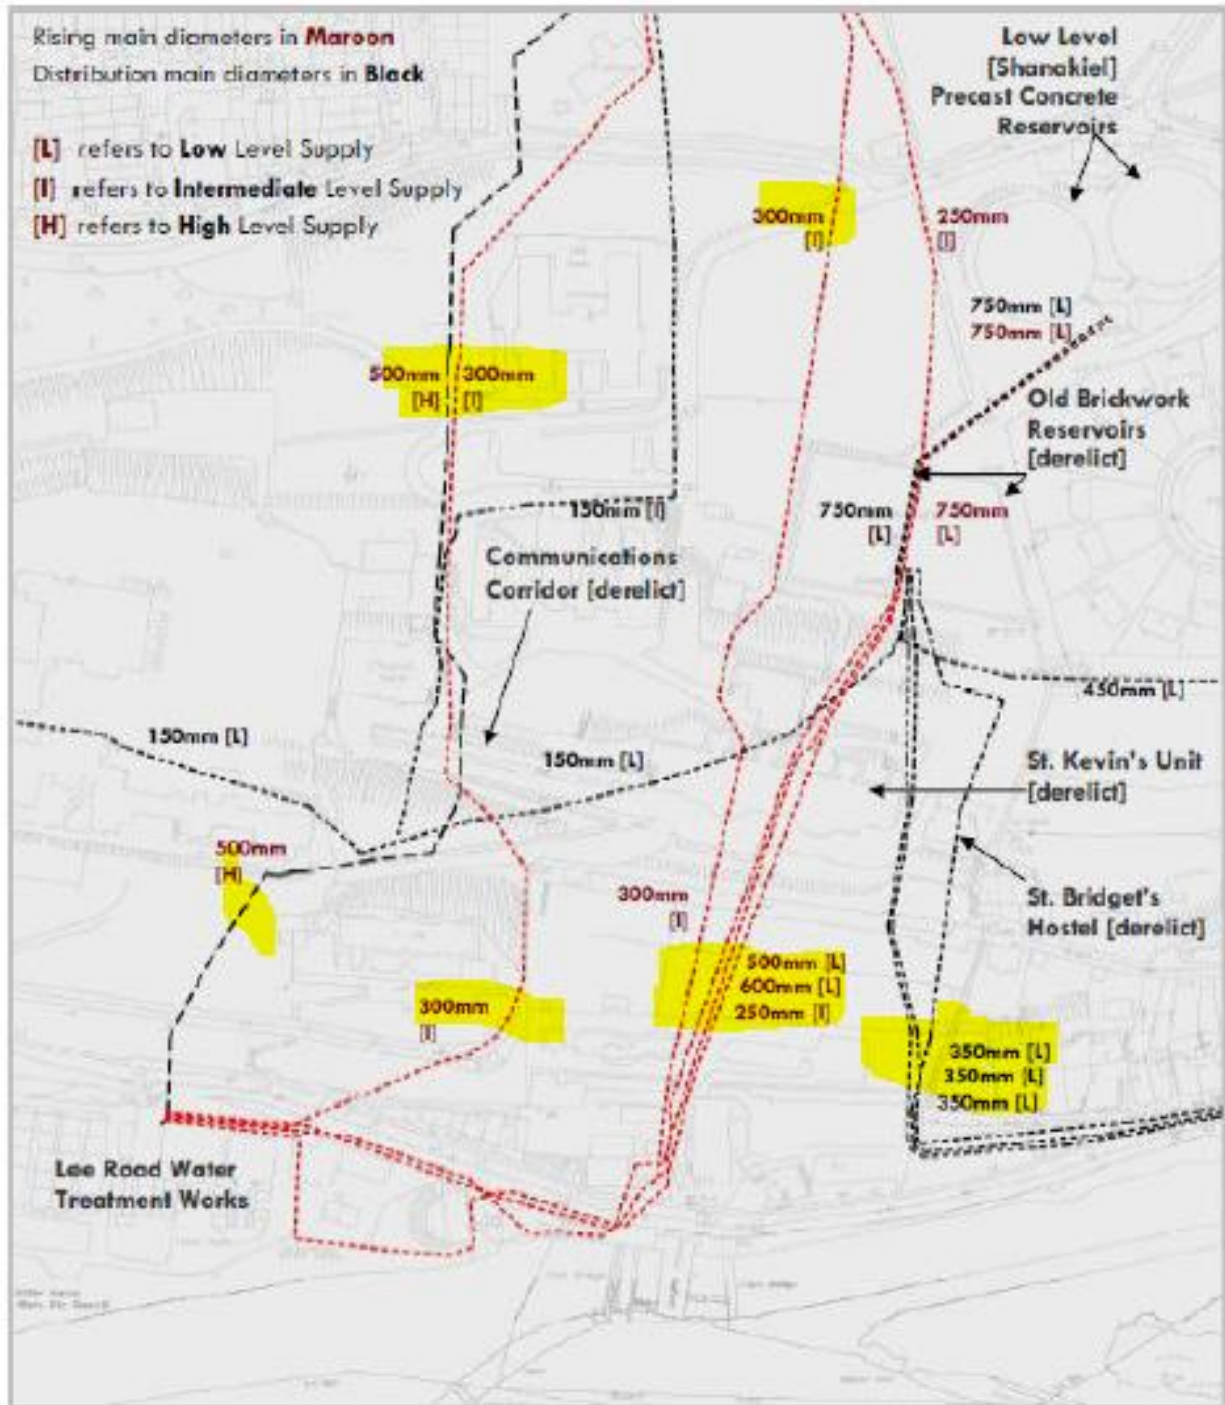 Rising main diameters in Maroon
Distribution main diameters in Black
[L] refers to Low Level Supply
[I] refers to Intermediate Level Supply
[H] refers to High Level Supply
Low Level
[Shanakiel]
Precast Concrete
Reservoirs
300mm
[I]
250mm
[I]
750mm [L]
750mm [L]
500mm
[H]
300mm
[I]
Old Brickwork
Reservoirs
[derelict]
150mm [I]
750mm
[L]
750mm
[L]
Communications
Corridor [derelict]
450mm [L]
150mm [L]
150mm [L]
St. Kevin's Unit
[derelict]
500mm
[H]
300mm
[I]
St. Bridget's
Hostel [derelict]
500mm [L]
600mm [L]
250mm [I]
300mm
[I]
350mm [L]
350mm [L]
350mm [L]
Lee Road Water
Treatment Works